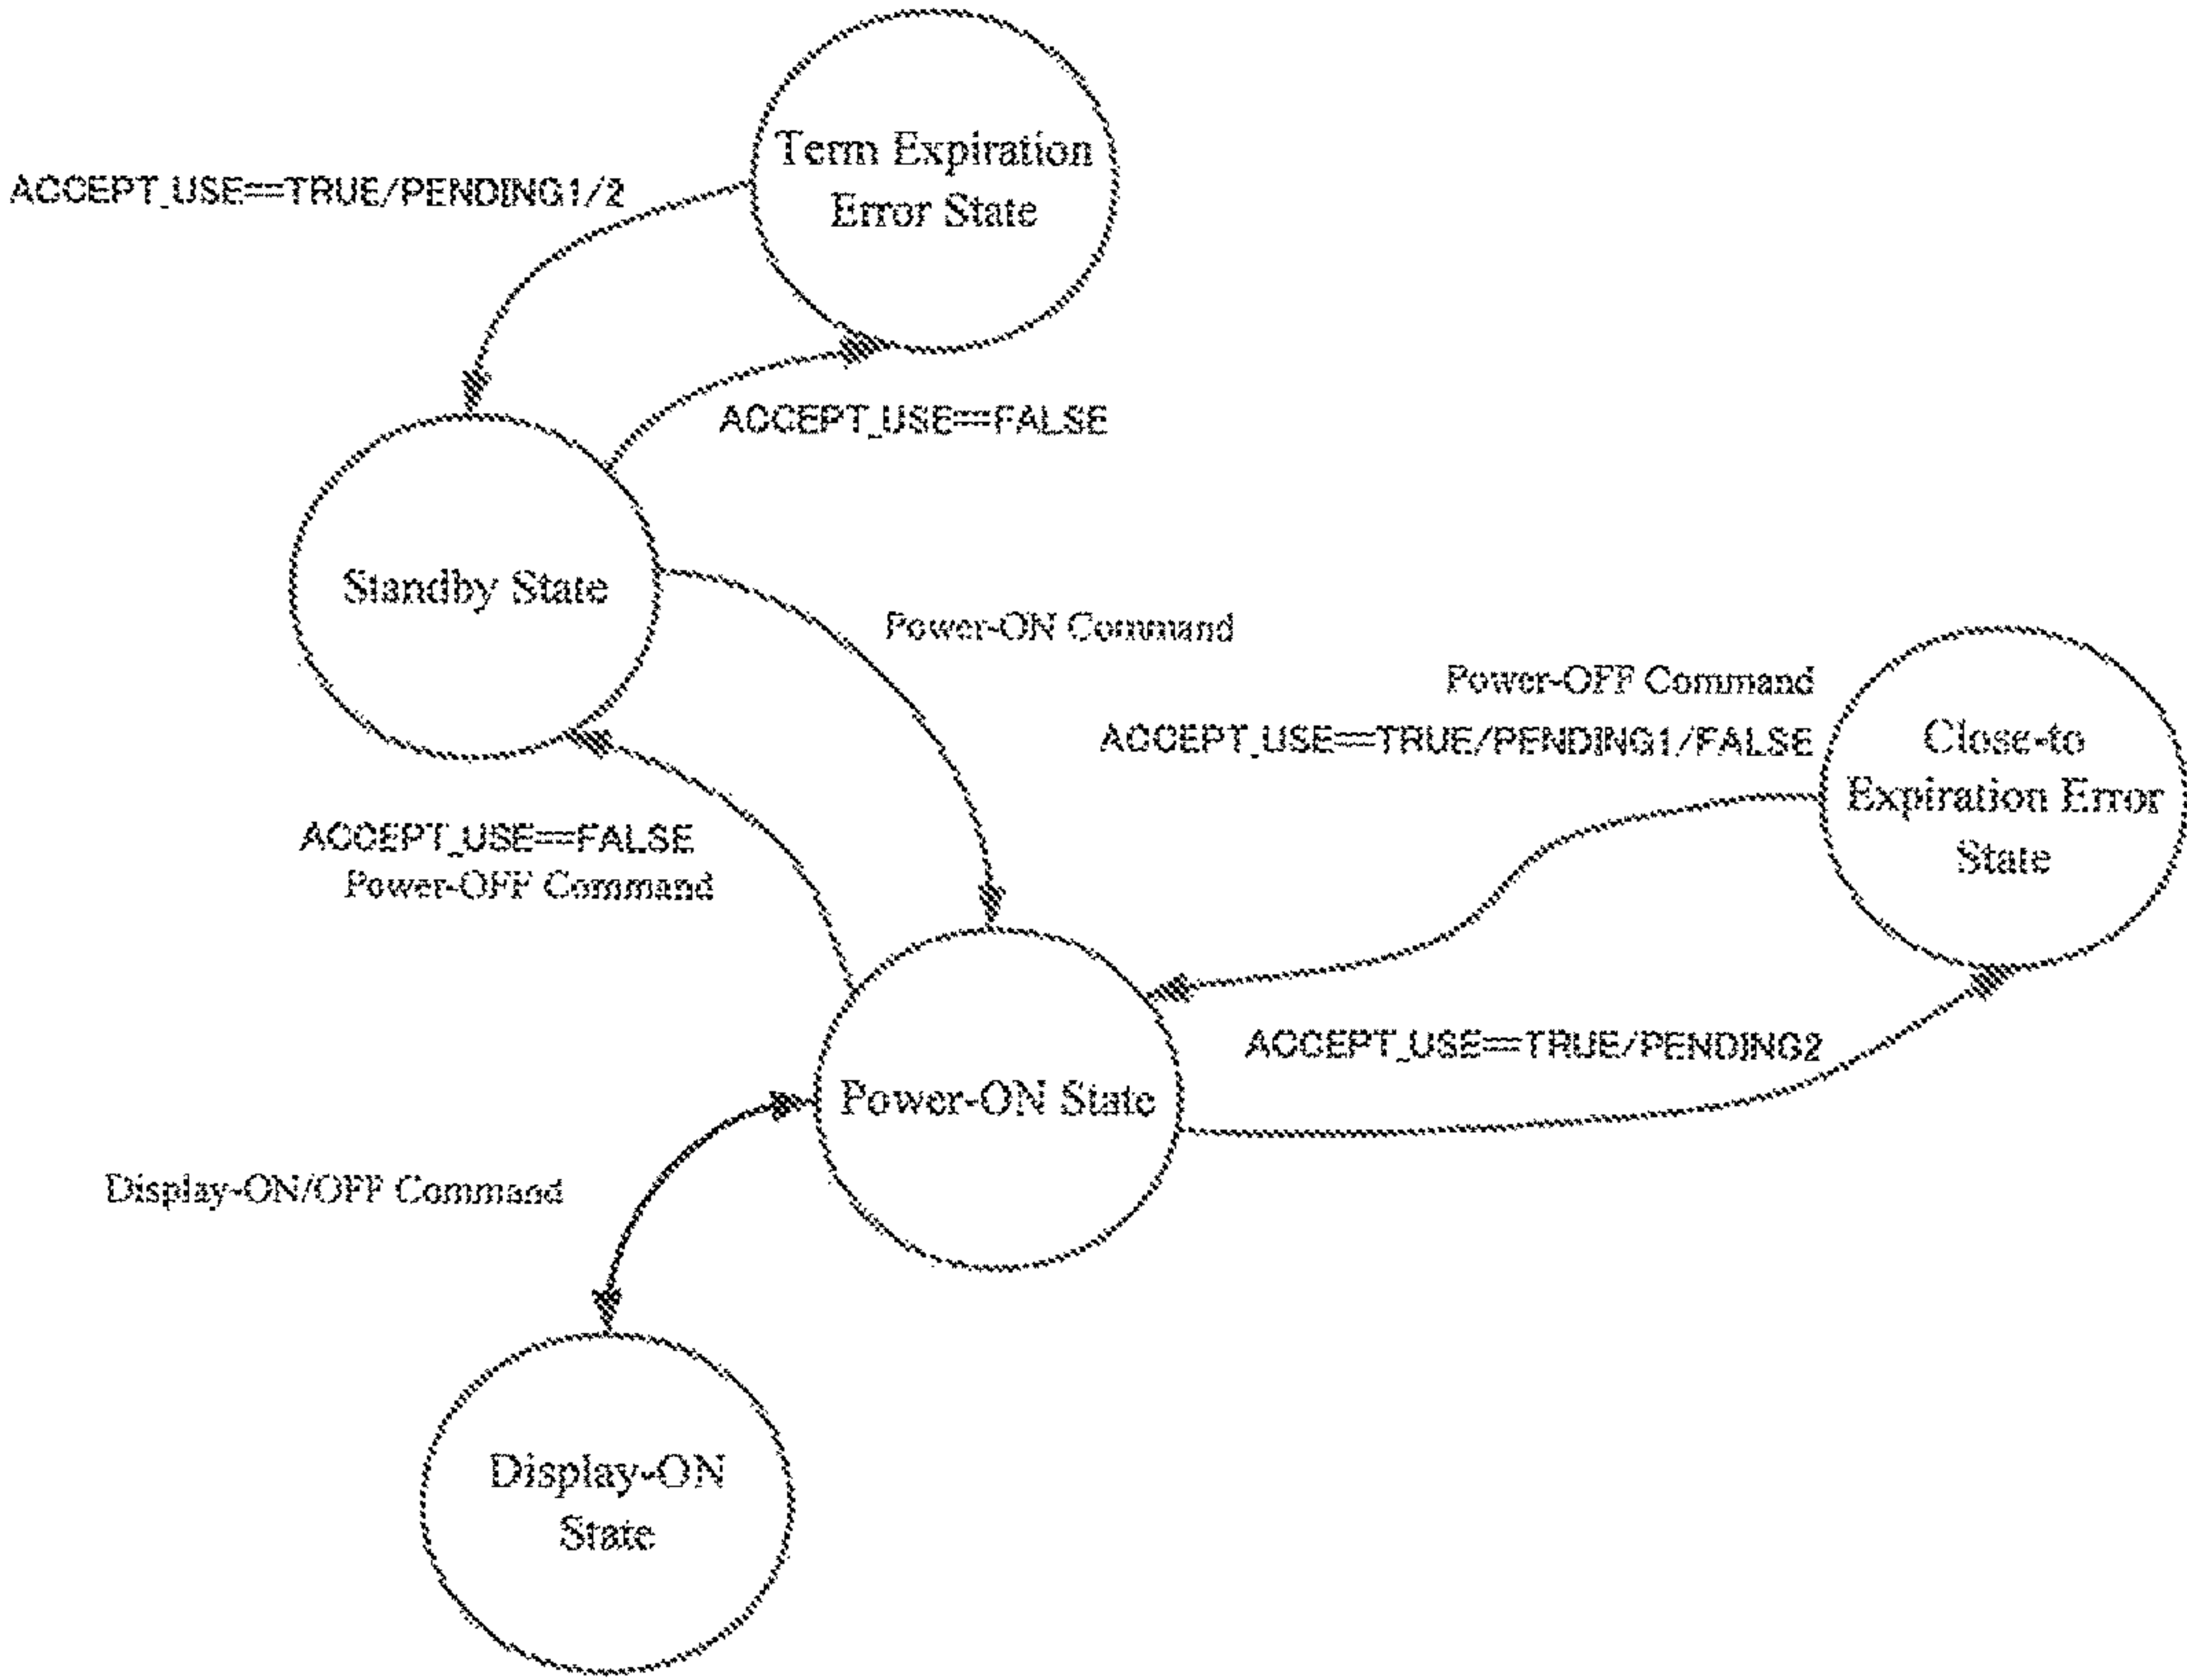 Term Expiration
Error State
ACCEPT_USE==TRUE/PENDING1/2
ACCEPT_USE==FALSE
Standby State
Power-ON Command
Power-OFF Command
ACCEPT_USE==TRUE/PENDING1/FALSE
Close-to
Expiration Error
State
ACCEPT_USE==FALSE
Power-OFF Command
ACCEPT_USE==TRUE/PENDING2
Power-ON State
Display-ON/OFF Command
Display-ON
State